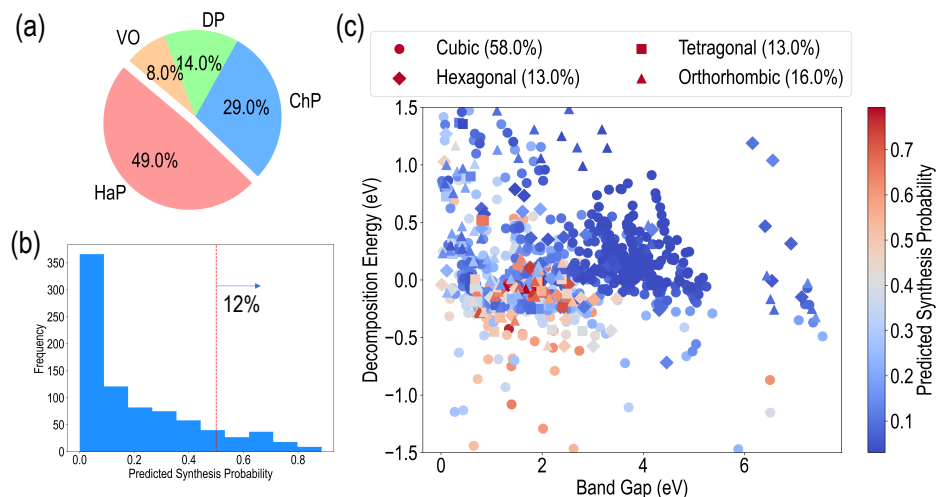 (a)
DP
VO
14.0%
8.0%
ChP
29.0%
49.0%
HaP
(b)
350
300
250
200
150
100
50
0
Frequency
12%
0.0
0.2
0.4
0.6
0.8
Predicted Synthesis Probability
(c)
Cubic (58.0%)
Tetragonal (13.0%)
Hexagonal (13.0%)
Orthorhombic (16.0%)
1.5
1.0
0.5
0.0
−0.5
−1.0
−1.5
Decomposition Energy (eV)
0
2
4
6
Band Gap (eV)
0.7
0.6
0.5
0.4
0.3
0.2
0.1
Predicted Synthesis Probability